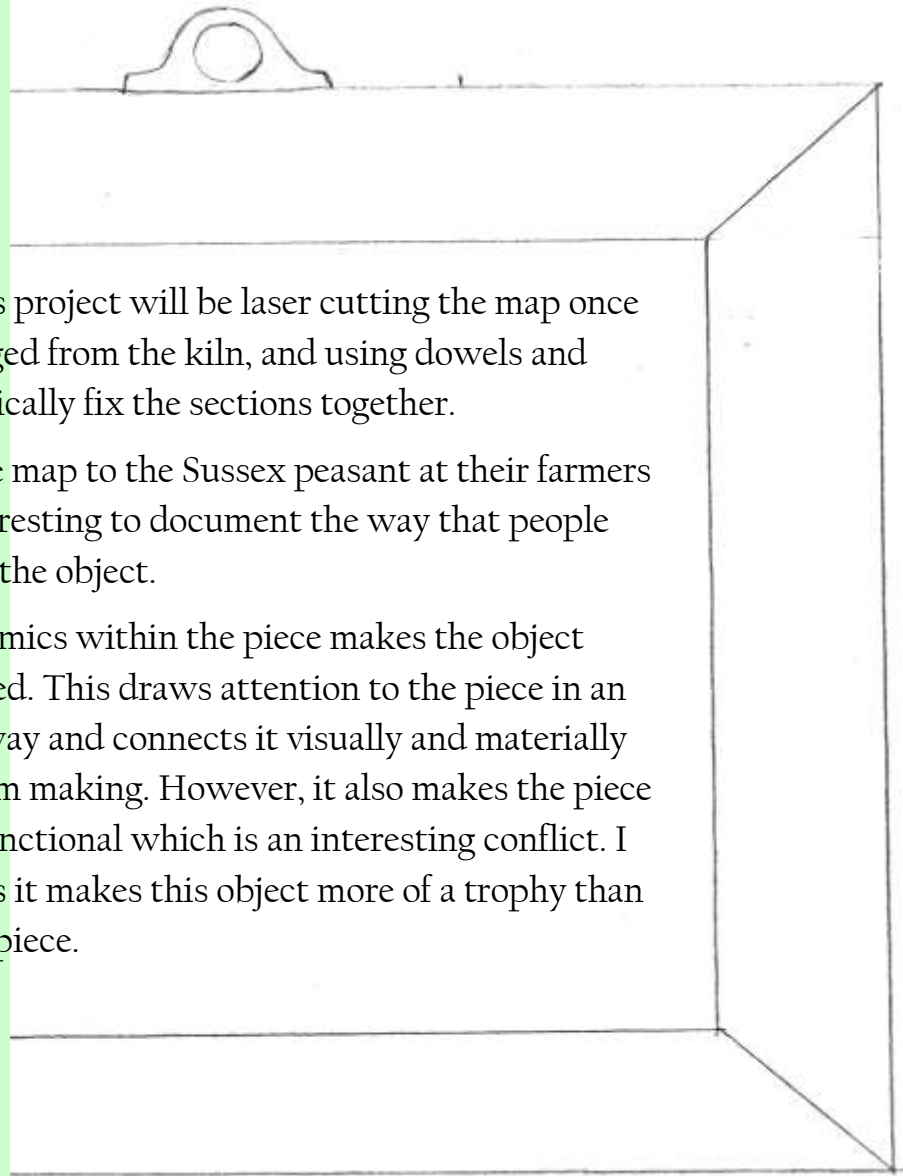 s project will be laser cutting the map once
ged from the kiln, and using dowels and
ically fix the sections together.
e map to the Sussex peasant at their farmers
resting to document the way that people
the object.
mics within the piece makes the object
ed. This draws attention to the piece in an
way and connects it visually and materially
m making. However, it also makes the piece
nctional which is an interesting conflict. I
s it makes this object more of a trophy than
piece.